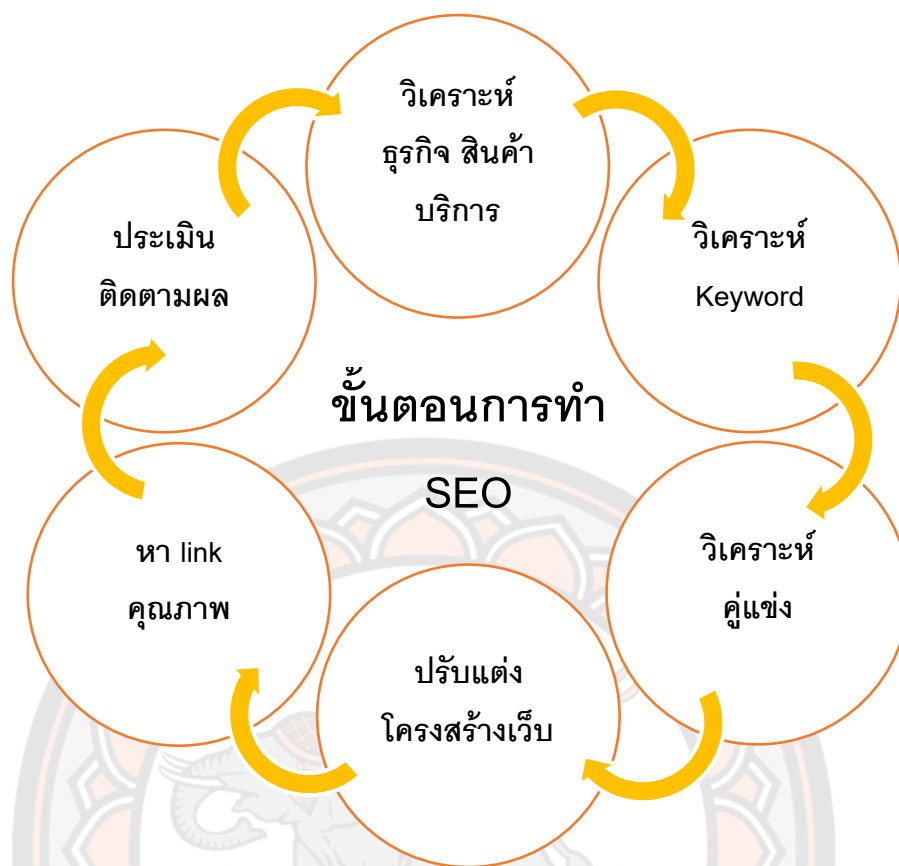 วิเคราะห์
ธุรกิจ สินค้า
บริการ
วิเคราะห์
Keyword
วิเคราะห์
คู่แข่ง
ปรับแต่ง
โครงสร้างเว็บ
หา link
คุณภาพ
ประเมิน
ติดตามผล
ขั้นตอนการทำ
SEO